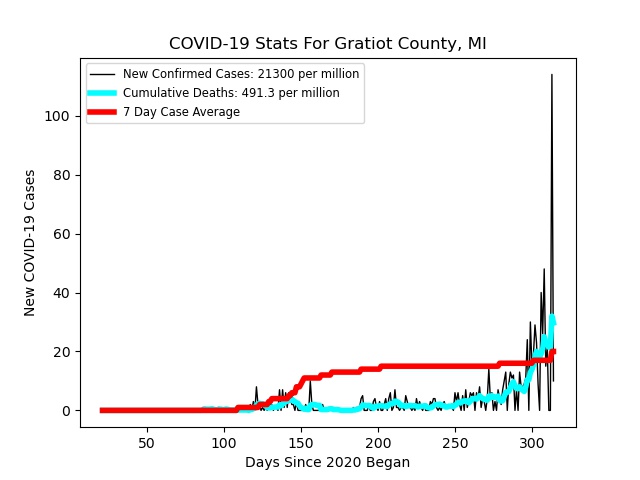 COVID-19 Stats For Gratiot County, MI
New Confirmed Cases: 21300 per million
Cumulative Deaths: 491.3 per million
7 Day Case Average
New COVID-19 Cases
100
80
60
40
20
0
50 100 150 200 250 300
Days Since 2020 Began